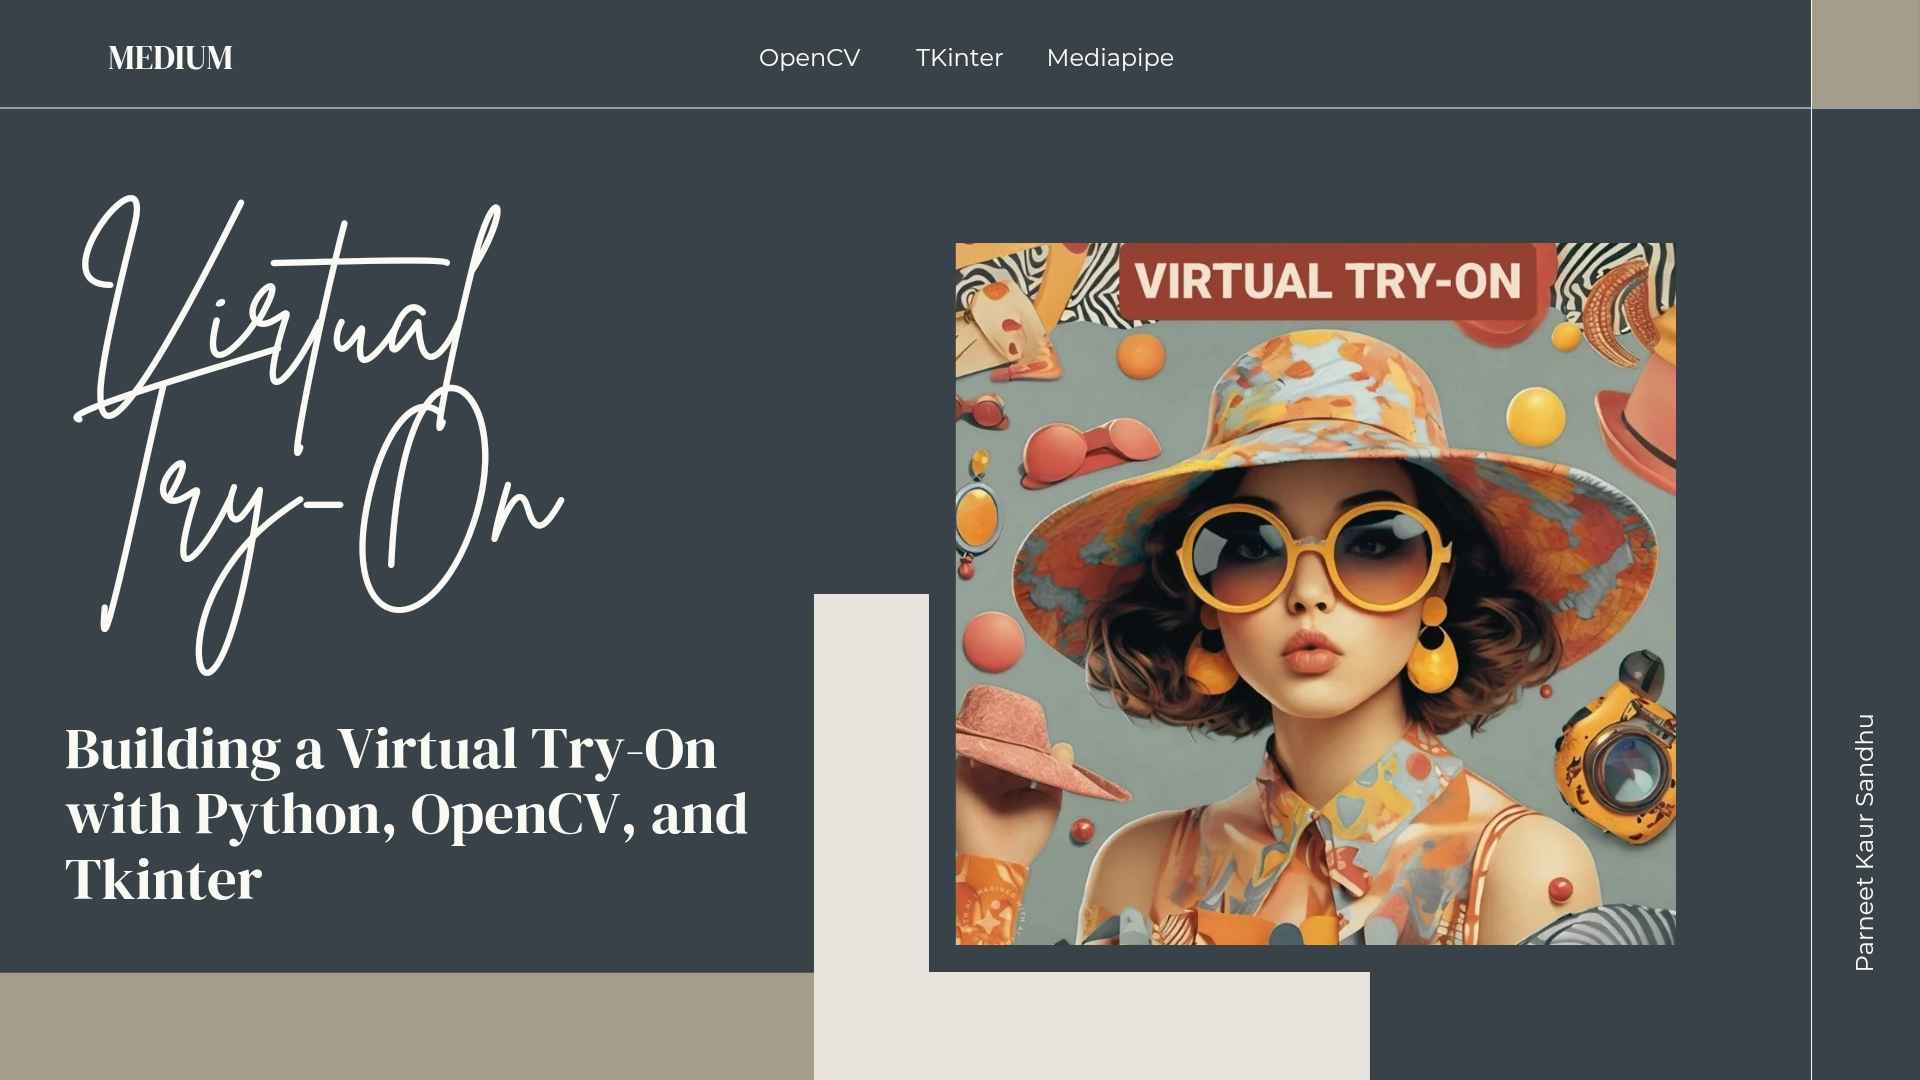 MEDIUM
OpenCV
TKinter
Mediapipe
Virtual
Try-On
VIRTUAL TRY-ON
Building a Virtual Try-On
with Python, OpenCV, and
Tkinter
Parneet Kaur Sandhu